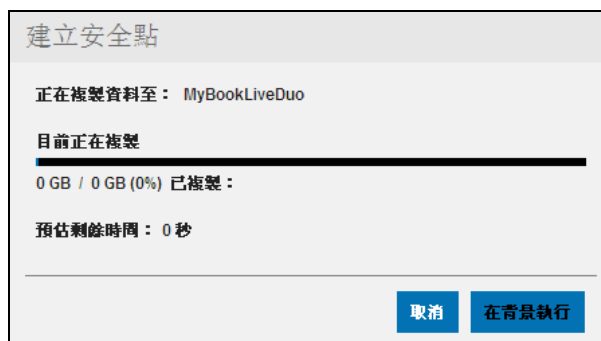 建立安全點
正在複製資料至： MyBookLiveDuo
目前正在複製
0 GB / 0 GB (0%) 已複製：
預估剩餘時間： 0 秒
取消 在背景執行